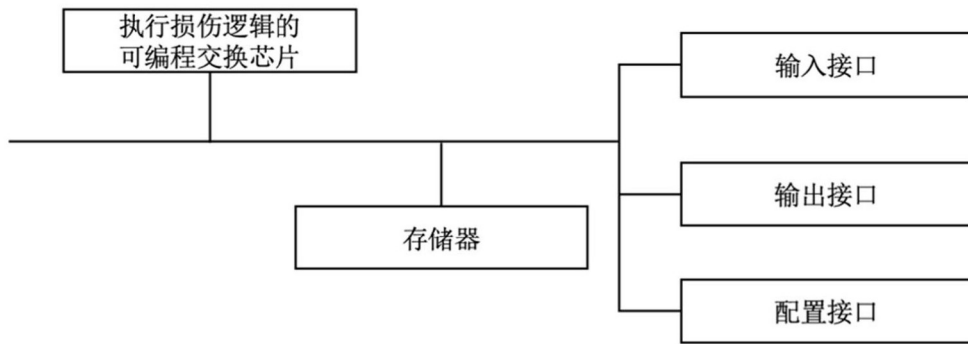 执行损伤逻辑的
可编程交换芯片
输入接口
输出接口
存储器
配置接口